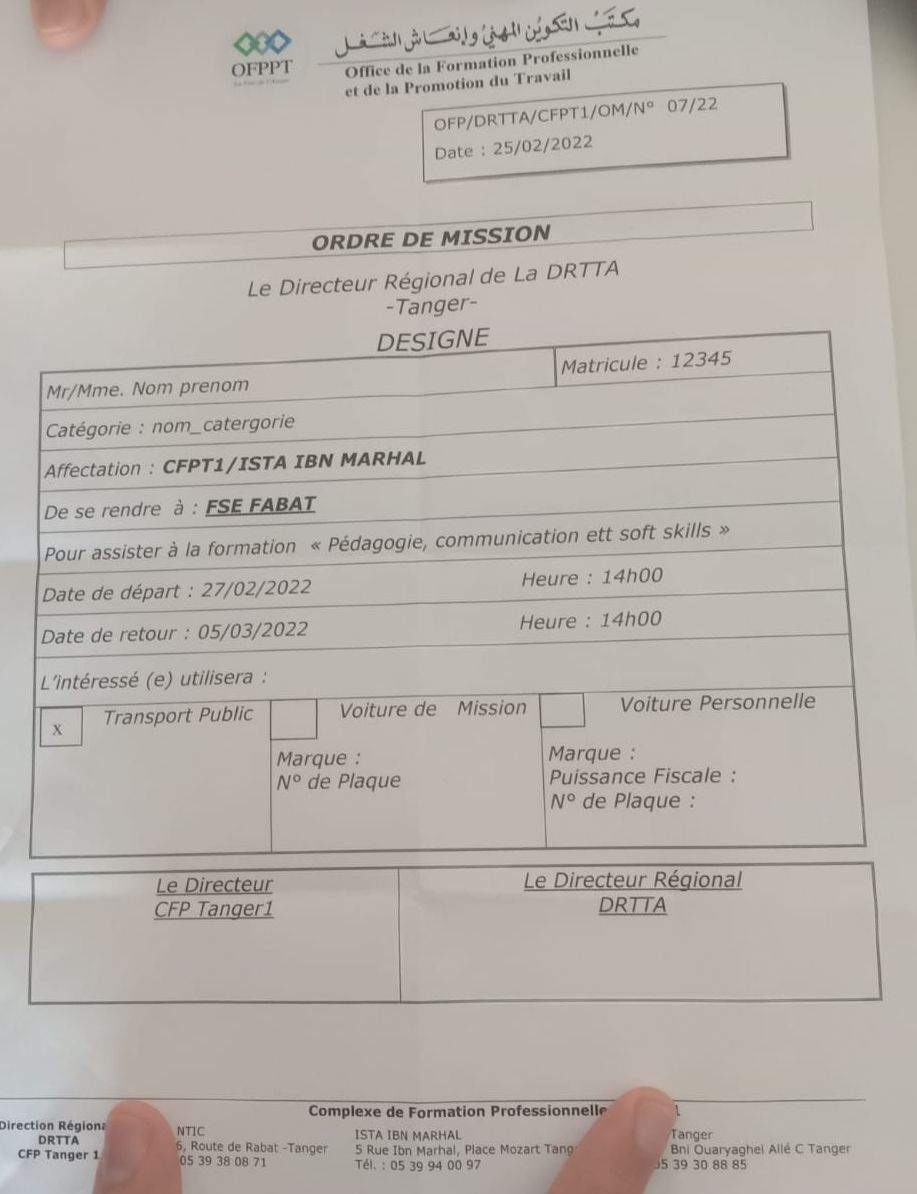 مكتب التكوين المهني وإنعاش الشغل
OFPPT
Office de la Formation Professionnelle
et de la Promotion du Travail
OFP/DRTTA/CFPT1/OM/N° 07/22
Date : 25/02/2022
ORDRE DE MISSION
Le Directeur Régional de La DRTTA
-Tanger-
DESIGNE
Mr/Mme. Nom prenom
Matricule : 12345
Catégorie : nom_catergorie
Affectation : CFPT1/ISTA IBN MARHAL
De se rendre à : FSE FABAT
Pour assister à la formation « Pédagogie, communication ett soft skills »
Date de départ : 27/02/2022 Heure : 14h00
Date de retour : 05/03/2022 Heure : 14h00
L'intéressé (e) utilisera :
x Transport Public
Voiture de Mission
Marque :
N° de Plaque
Voiture Personnelle
Marque :
Puissance Fiscale :
N° de Plaque :
Le Directeur
CFP Tanger1
Le Directeur Régional
DRTTA
Complexe de Formation Professionnelle
Direction Régiona
DRTTA
CFP Tanger 1
NTIC
6, Route de Rabat -Tanger
05 39 38 08 71
ISTA IBN MARHAL
5 Rue Ibn Marhal, Place Mozart Tang
Tél. : 05 39 94 00 97
Tanger
Bni Ouaryaghel Allé C Tanger
05 39 30 88 85